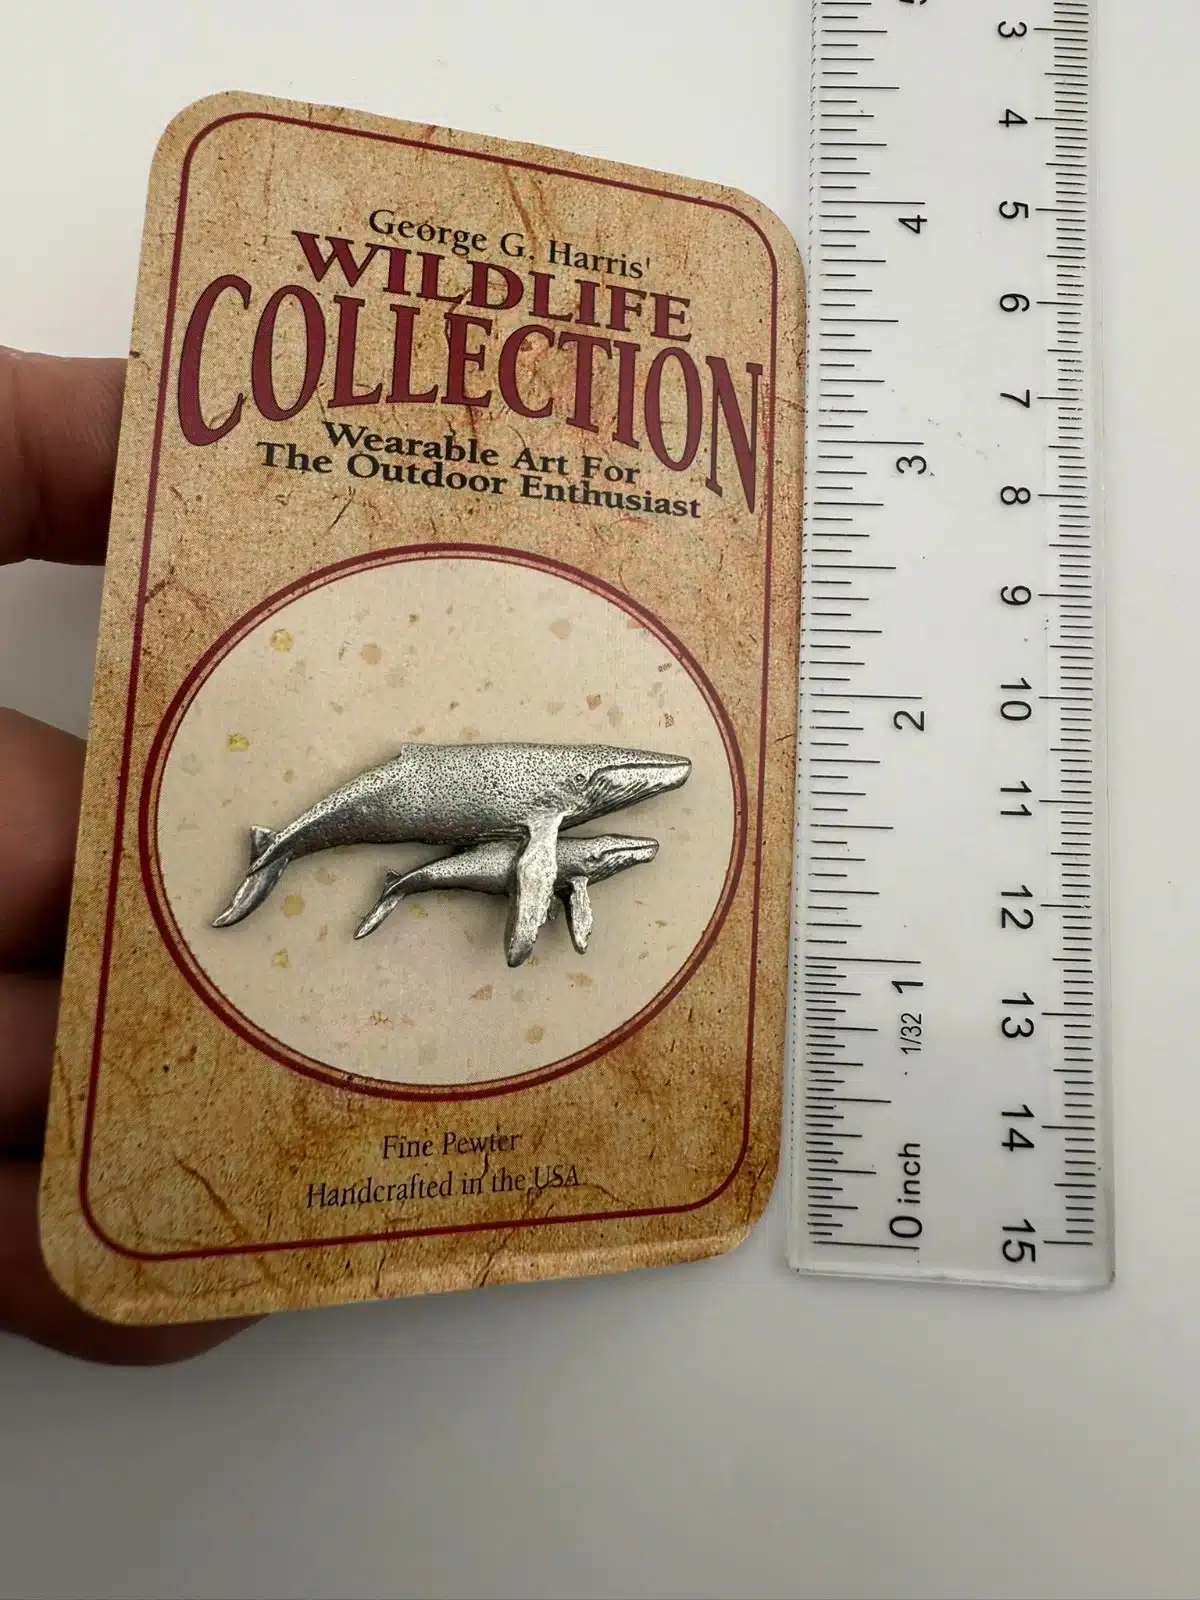 George G. Harris'
WILDLIFE
COLLECTION
Wearable Art For
The Outdoor Enthusiast
Fine Pewter
Handcrafted in the USA
4
3
2
1
1/32
0 inch
3
4
5
6
7
8
9
10
11
12
13
14
15